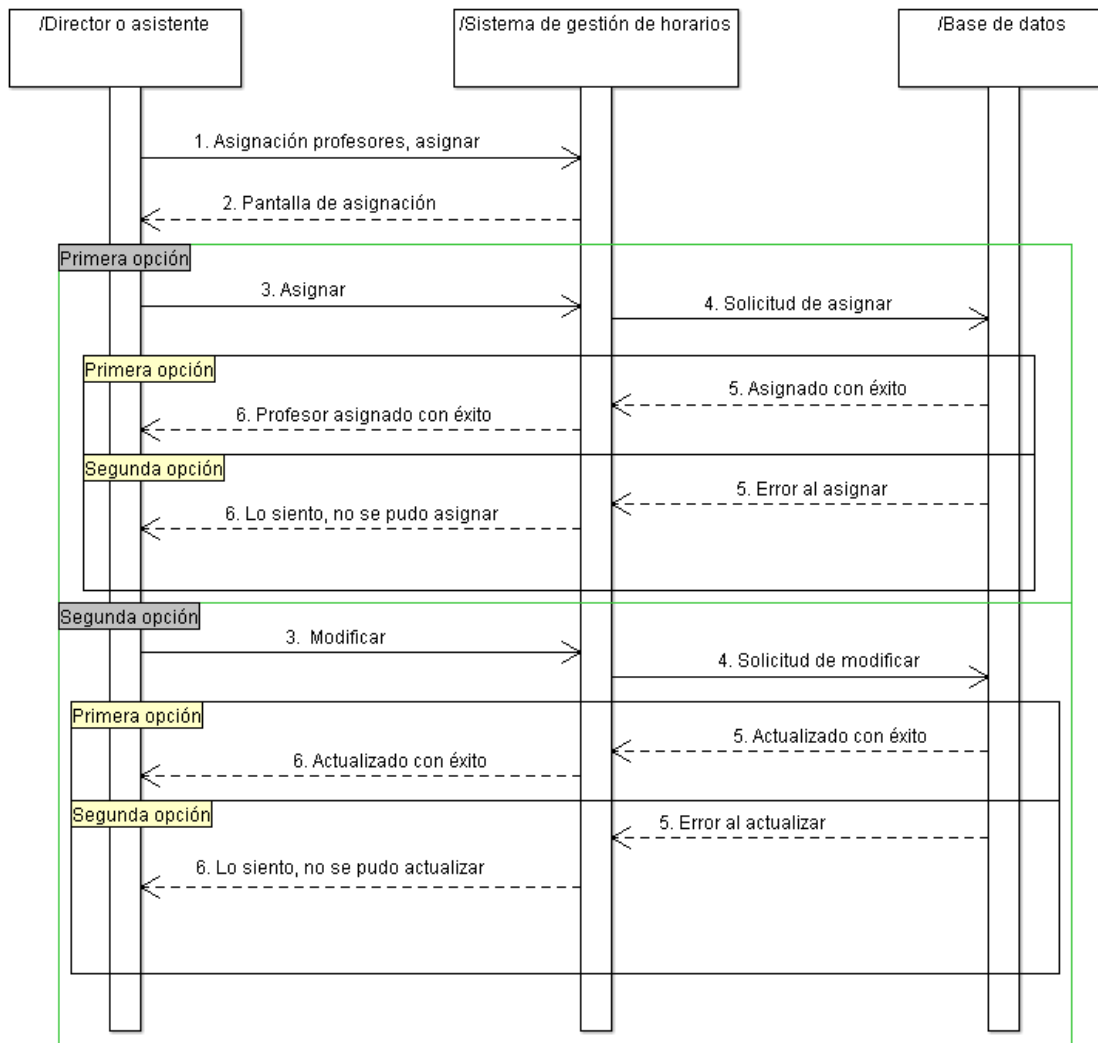 /Director o asistente
/Sistema de gestión de horarios
/Base de datos
1. Asignación profesores, asignar
2. Pantalla de asignación
Primera opción
3. Asignar
4. Solicitud de asignar
Primera opción
5. Asignado con éxito
6. Profesor asignado con éxito
Segunda opción
5. Error al asignar
6. Lo siento, no se pudo asignar
Segunda opción
3. Modificar
4. Solicitud de modificar
Primera opción
5. Actualizado con éxito
6. Actualizado con éxito
Segunda opción
5. Error al actualizar
6. Lo siento, no se pudo actualizar